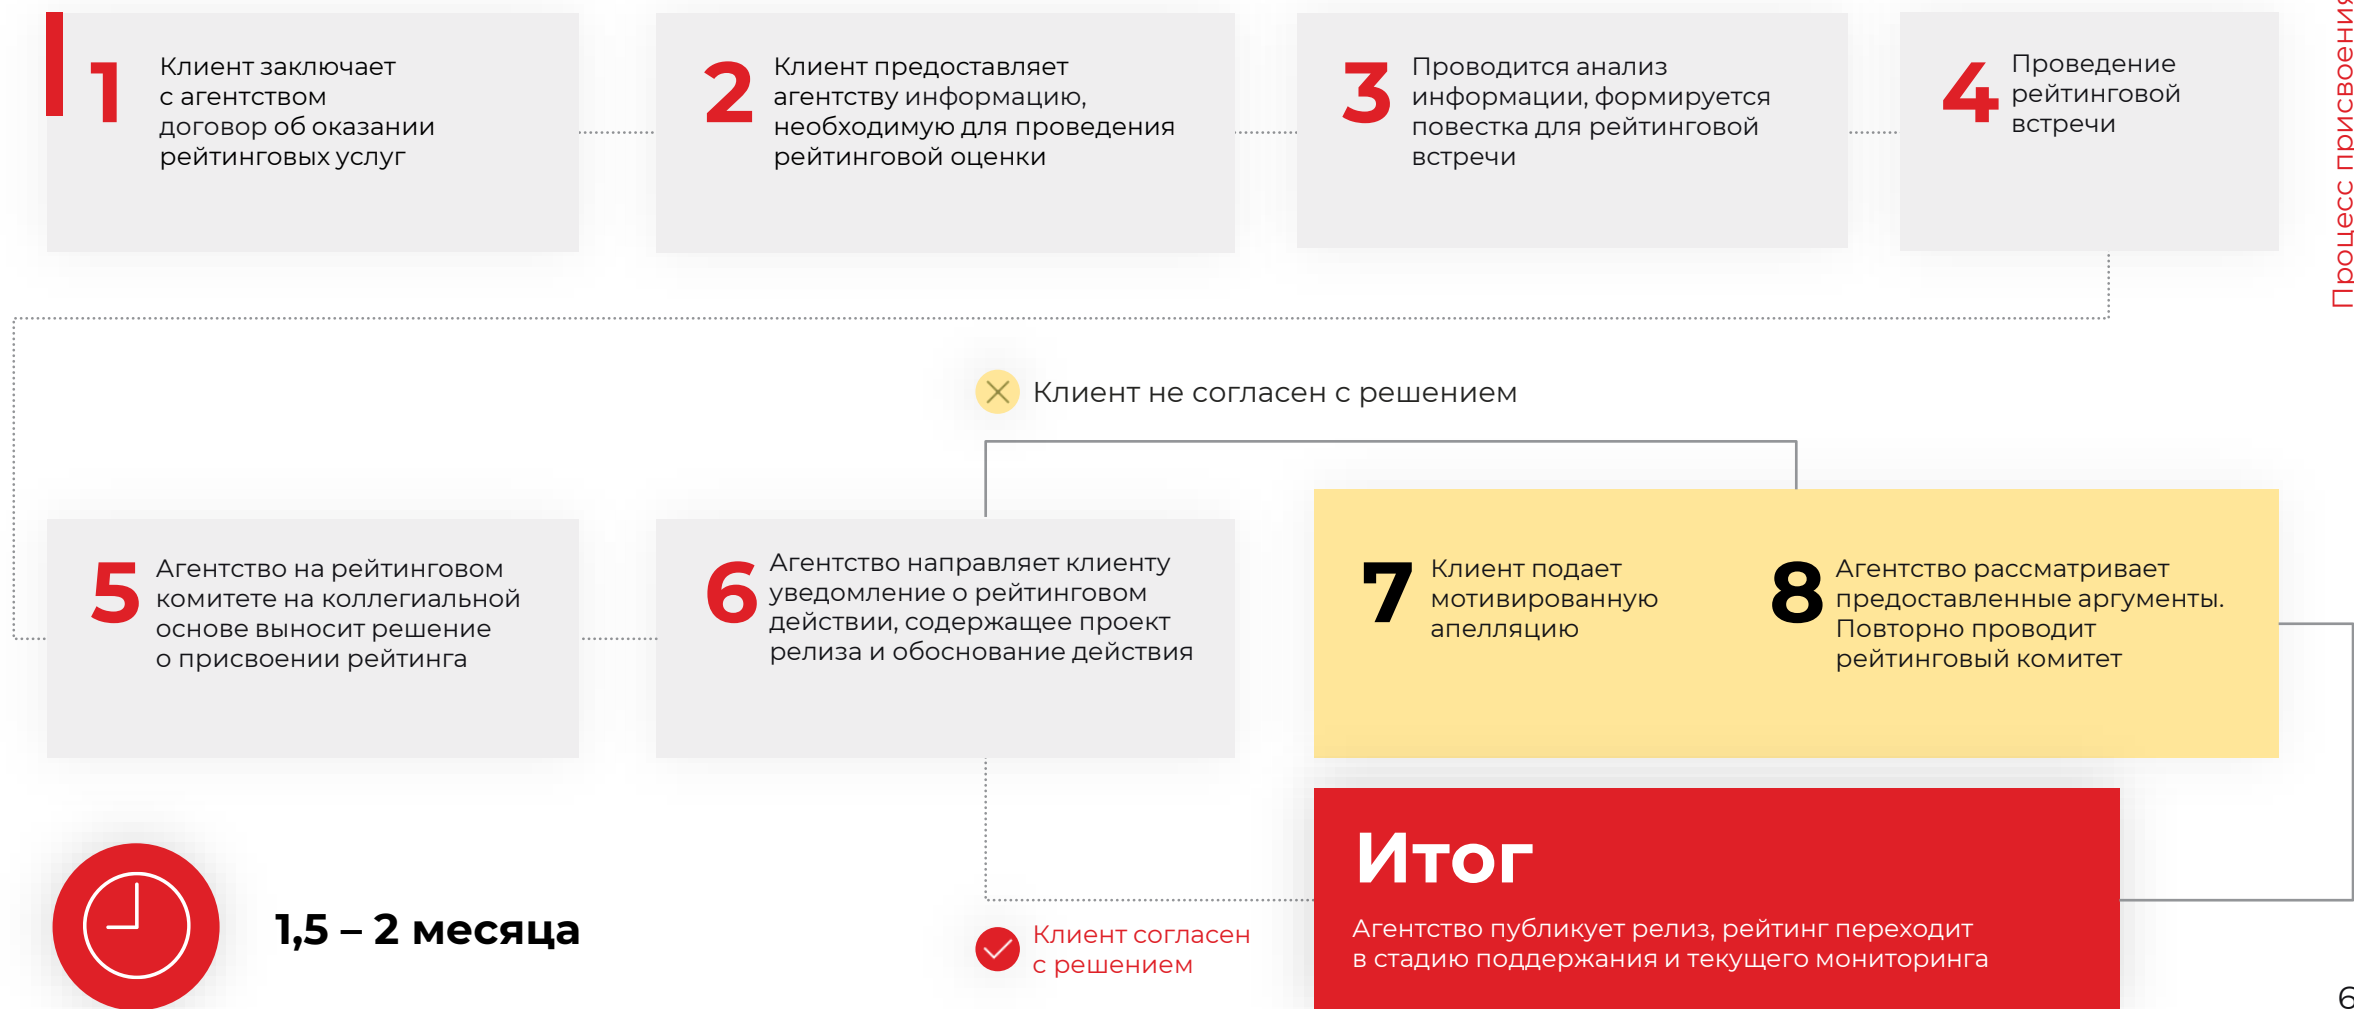 1
Клиент заключает
с агентством
договор об оказании
рейтинговых услуг
2
Клиент предоставляет
агентству информацию,
необходимую для проведения
рейтинговой оценки
3
Проводится анализ
информации, формируется
повестка для рейтинговой
встречи
4
Проведение
рейтинговой
встречи
Процесс присвоения
Клиент не согласен с решением
5
Агентство на рейтинговом
комитете на коллегиальной
основе выносит решение
о присвоении рейтинга
6
Агентство направляет клиенту
уведомление о рейтинговом
действии, содержащее проект
релиза и обоснование действия
7
Клиент подает
мотивированную
апелляцию
8
Агентство рассматривает
предоставленные аргументы.
Повторно проводит
рейтинговый комитет
1,5 – 2 месяца
Клиент согласен
с решением
Итог
Агентство публикует релиз, рейтинг переходит
в стадию поддержания и текущего мониторинга
6